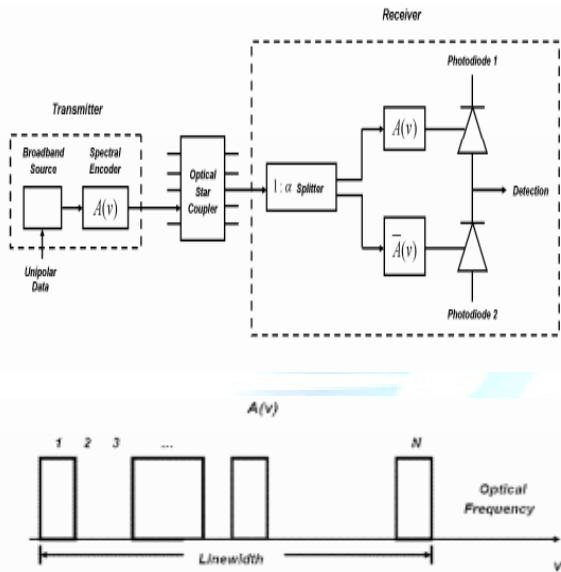 Receiver
Transmitter
Broadband
Source
Spectral
Encoder
A(v)
Unipolar
Data
Optical
Star
Coupler
1 : α Splitter
A(v)
A̅(v)
Photodiode 1
Detection
Photodiode 2
A(v)
1 2 3 ... N
Optical
Frequency
Linewidth
v